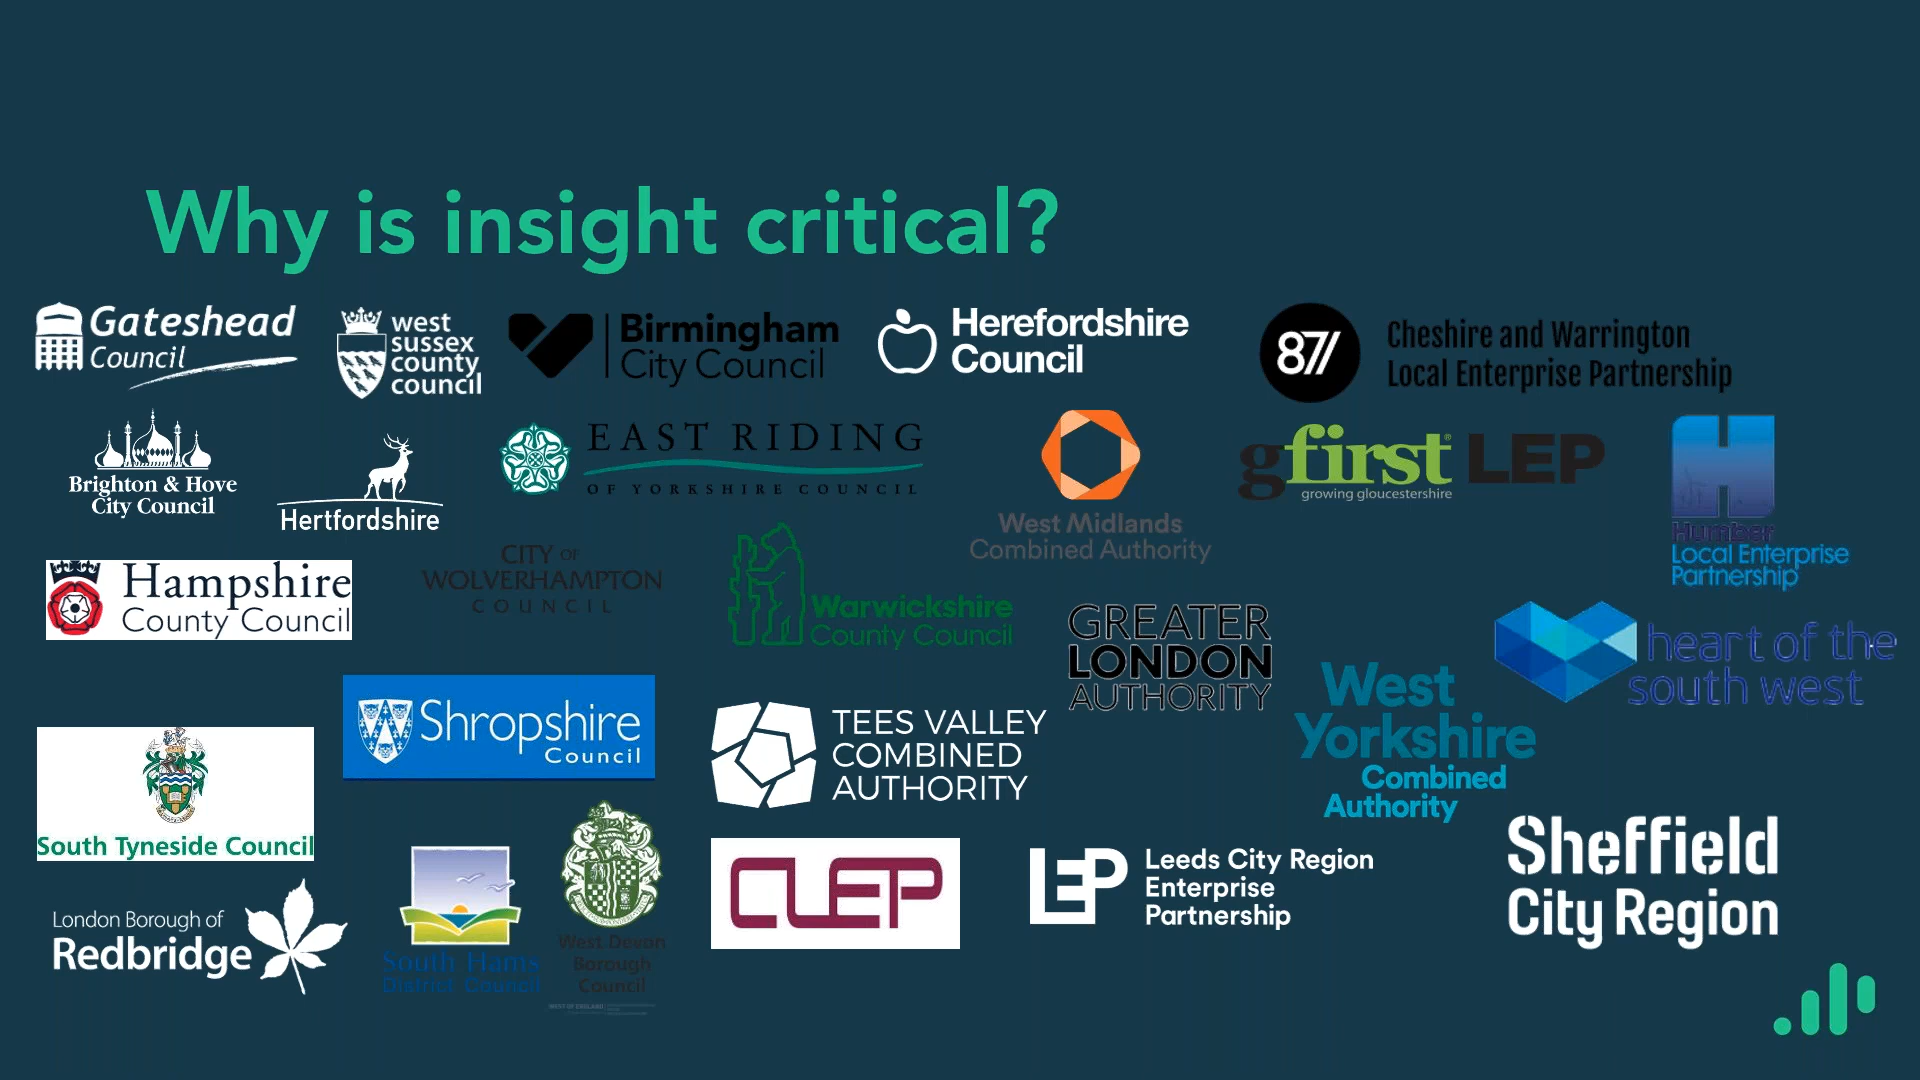 Why is insight critical?
Gateshead
Council
west
sussex
county
council
Birmingham
City Council
Herefordshire
Council
871
Cheshire and Warrington
Local Enterprise Partnership
Brighton & Hove
City Council
Hertfordshire
EAST RIDING
OF YORKSHIRE COUNCIL
West Midlands
Combined Authority
gfirst LEP
growing gloucestershire
H
Humber
Local Enterprise
Partnership
Hampshire
County Council
CITY OF
WOLVERHAMPTON
COUNCIL
Warwickshire
County Council
GREATER
LONDON
AUTHORITY
heart of the
south west
West
Yorkshire
Combined
Authority
Shropshire
Council
TEES VALLEY
COMBINED
AUTHORITY
South Tyneside Council
London Borough of
Redbridge
South Hams
District Council
West Devon
Borough
Council
CLEP
LEP
Leeds City Region
Enterprise
Partnership
Sheffield
City Region
WEST OF ENGLAND